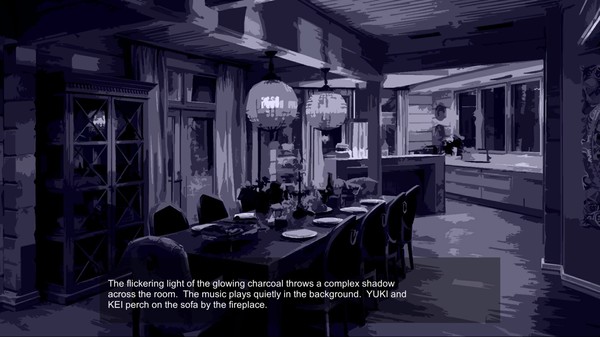 The flickering light of the glowing charcoal throws a complex shadow
across the room.  The music plays quietly in the background.  YUKI and
KEI perch on the sofa by the fireplace.